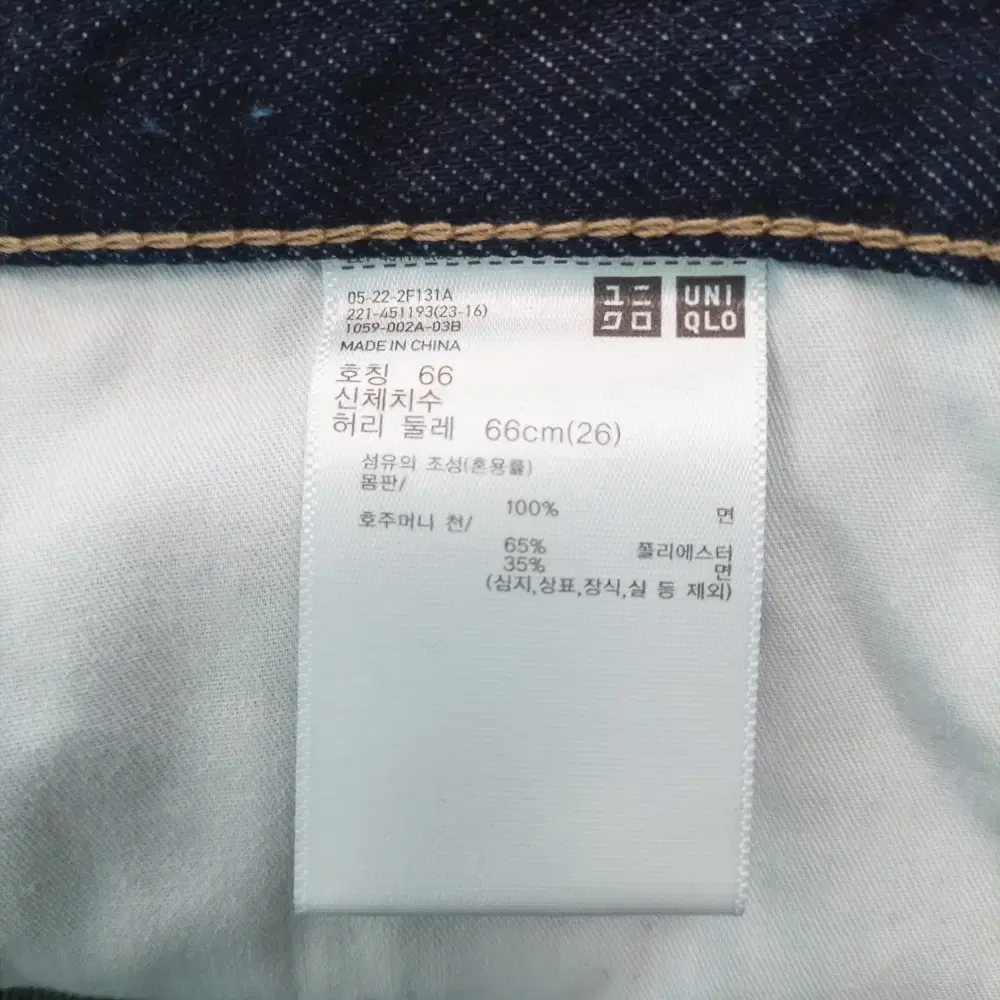 05-22-2F131A
221-451193(23-16)
1059-002A-03B
MADE IN CHINA
ユニ
クロ
UNI
QLO
호칭 66
신체치수
허리 둘레 66cm(26)
섬유의 조성(혼용률)
몸판/
100% 면
호주머니 천/
65% 폴리에스터
35% 면
(심지,상표,장식,실 등 제외)